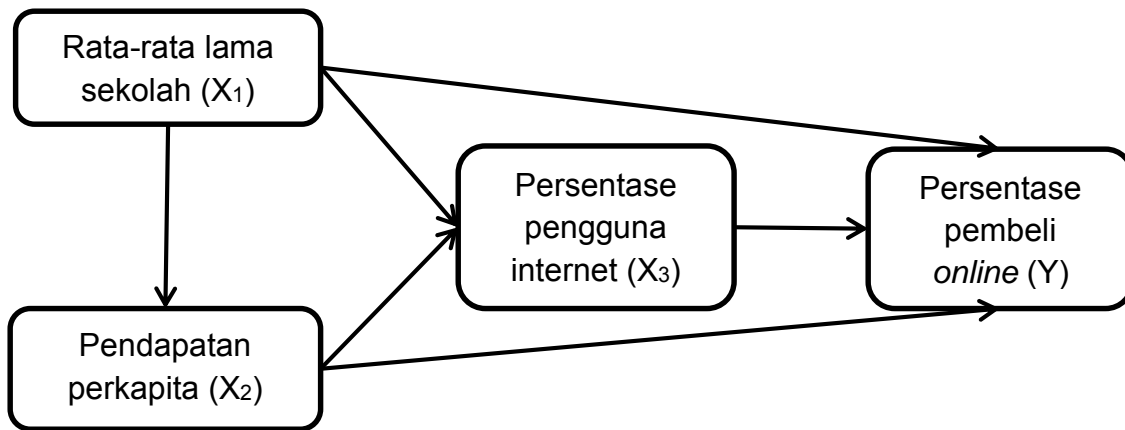 Rata-rata lama
sekolah (X₁)
Persentase
pengguna
internet (X₃)
Persentase
pembeli
online (Y)
Pendapatan
perkapita (X₂)